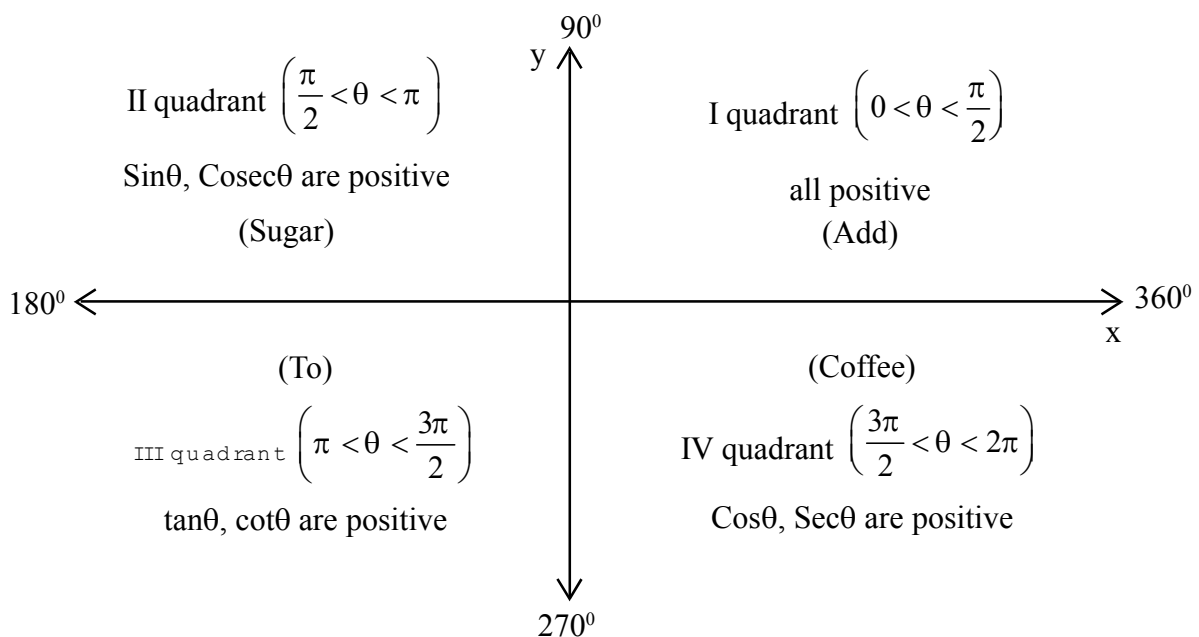 90⁰
y
II quadrant (π/2 < θ < π)
Sinθ, Cosecθ are positive
(Sugar)
I quadrant (0 < θ < π/2)
all positive
(Add)
180⁰
360⁰
x
(To)
III quadrant (π < θ < 3π/2)
tanθ, cotθ are positive
(Coffee)
IV quadrant (3π/2 < θ < 2π)
Cosθ, Secθ are positive
270⁰